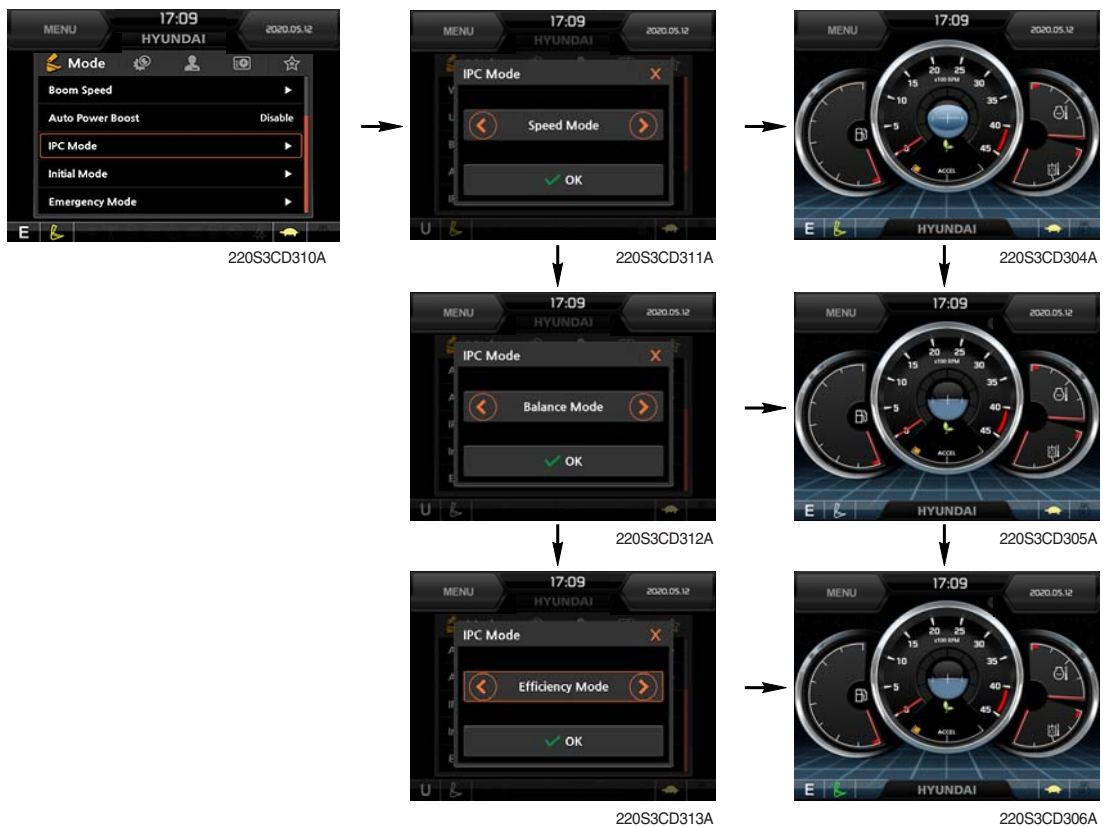 17:09
MENU
2020.05.12
HYUNDAI
Mode
Boom Speed
Auto Power Boost Disable
IPC Mode
Initial Mode
Emergency Mode
E
220S3CD310A
17:09
MENU
2020.05.12
HYUNDAI
IPC Mode X
Speed Mode
OK
U
220S3CD311A
17:09
MENU
2020.05.12
20 25
x100 RPM
15 30
10 35
5 40
0 45
ACCEL
E HYUNDAI
220S3CD304A
17:09
MENU
2020.05.12
HYUNDAI
IPC Mode X
Balance Mode
OK
U
220S3CD312A
17:09
MENU
2020.05.12
20 25
x100 RPM
15 30
10 35
5 40
0 45
ACCEL
E HYUNDAI
220S3CD305A
17:09
MENU
2020.05.12
HYUNDAI
IPC Mode X
Efficiency Mode
OK
U
220S3CD313A
17:09
MENU
2020.05.12
20 25
x100 RPM
15 30
10 35
5 40
0 45
ACCEL
E HYUNDAI
220S3CD306A